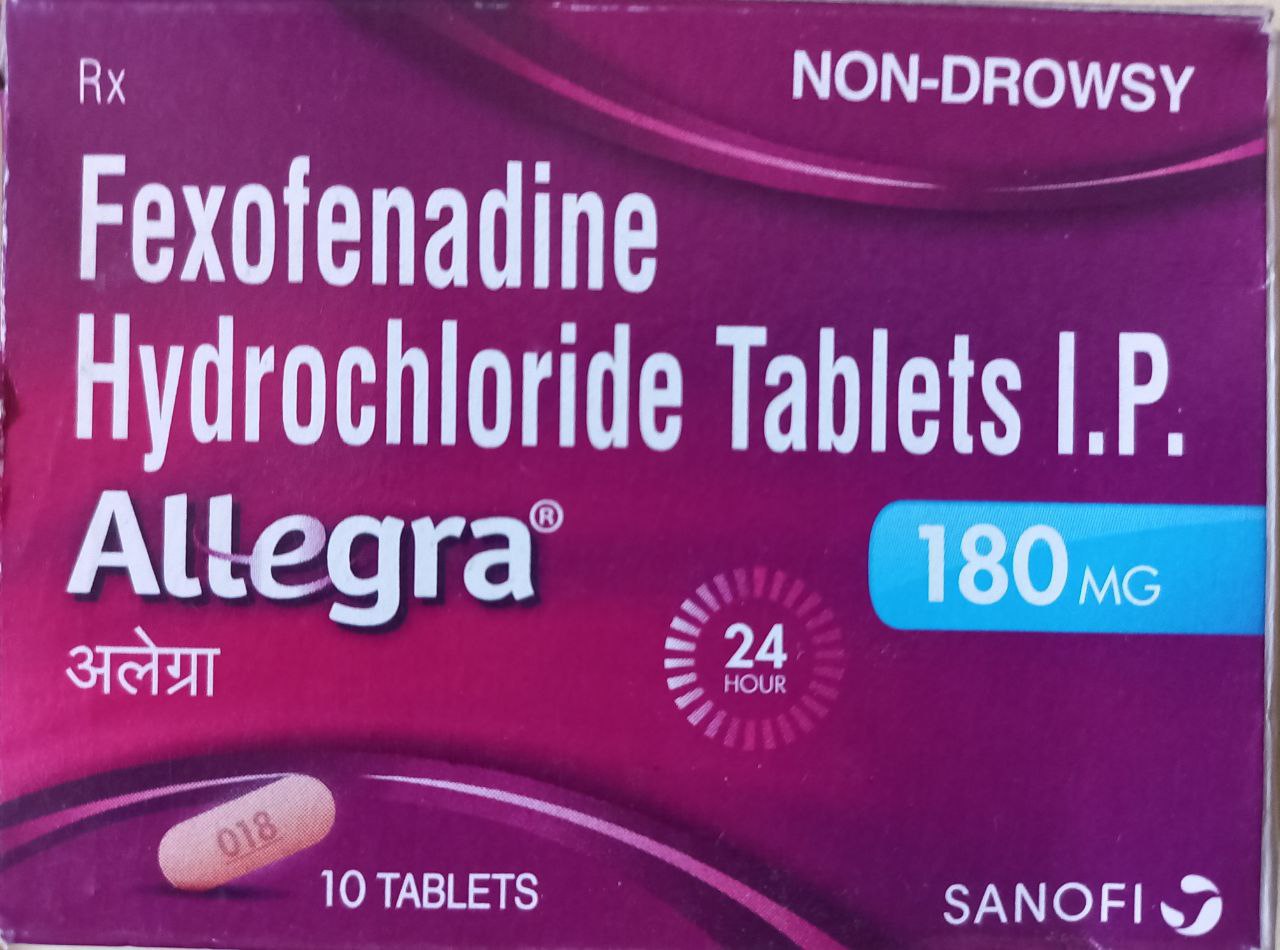 Rx
NON-DROWSY
Fexofenadine
Hydrochloride Tablets I.P.
Allegra®
180 MG
अलेग्रा
24
HOUR
018
10 TABLETS
SANOFI